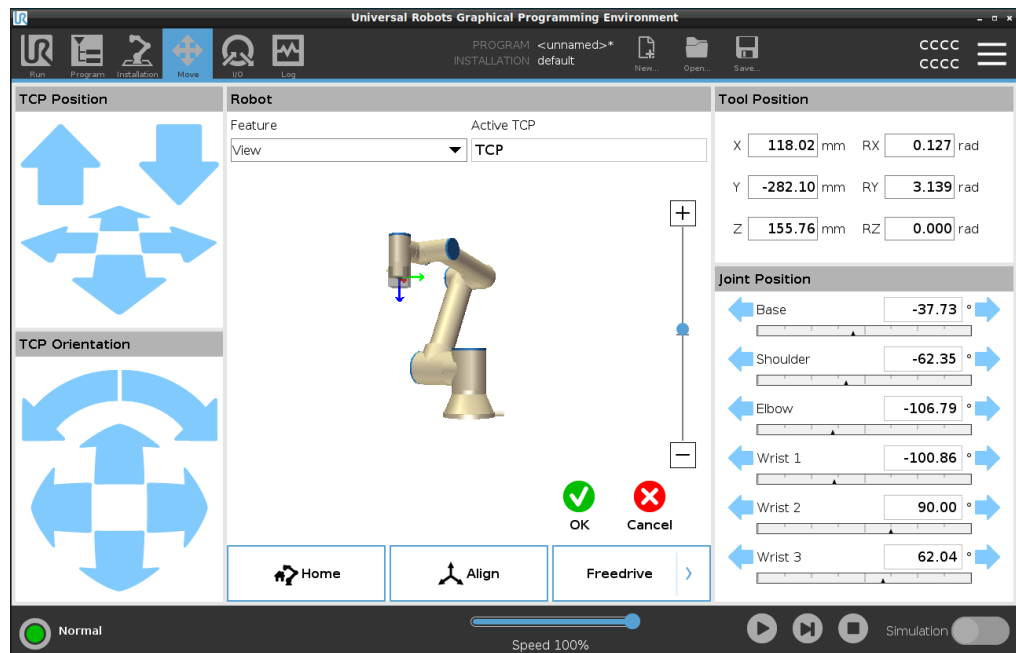 Universal Robots Graphical Programming Environment
Run
Program
Installation
Move
I/O
Log
PROGRAM <unnamed>*
INSTALLATION default
New...
Open...
Save...
CCCC
CCCC
TCP Position
Robot
Feature
Active TCP
View
TCP
OK
Cancel
Home
Align
Freedrive
TCP Orientation
Tool Position
X 118.02 mm RX 0.127 rad
Y -282.10 mm RY 3.139 rad
Z 155.76 mm RZ 0.000 rad
Joint Position
Base -37.73 °
Shoulder -62.35 °
Elbow -106.79 °
Wrist 1 -100.86 °
Wrist 2 90.00 °
Wrist 3 62.04 °
Normal
Speed 100%
Simulation